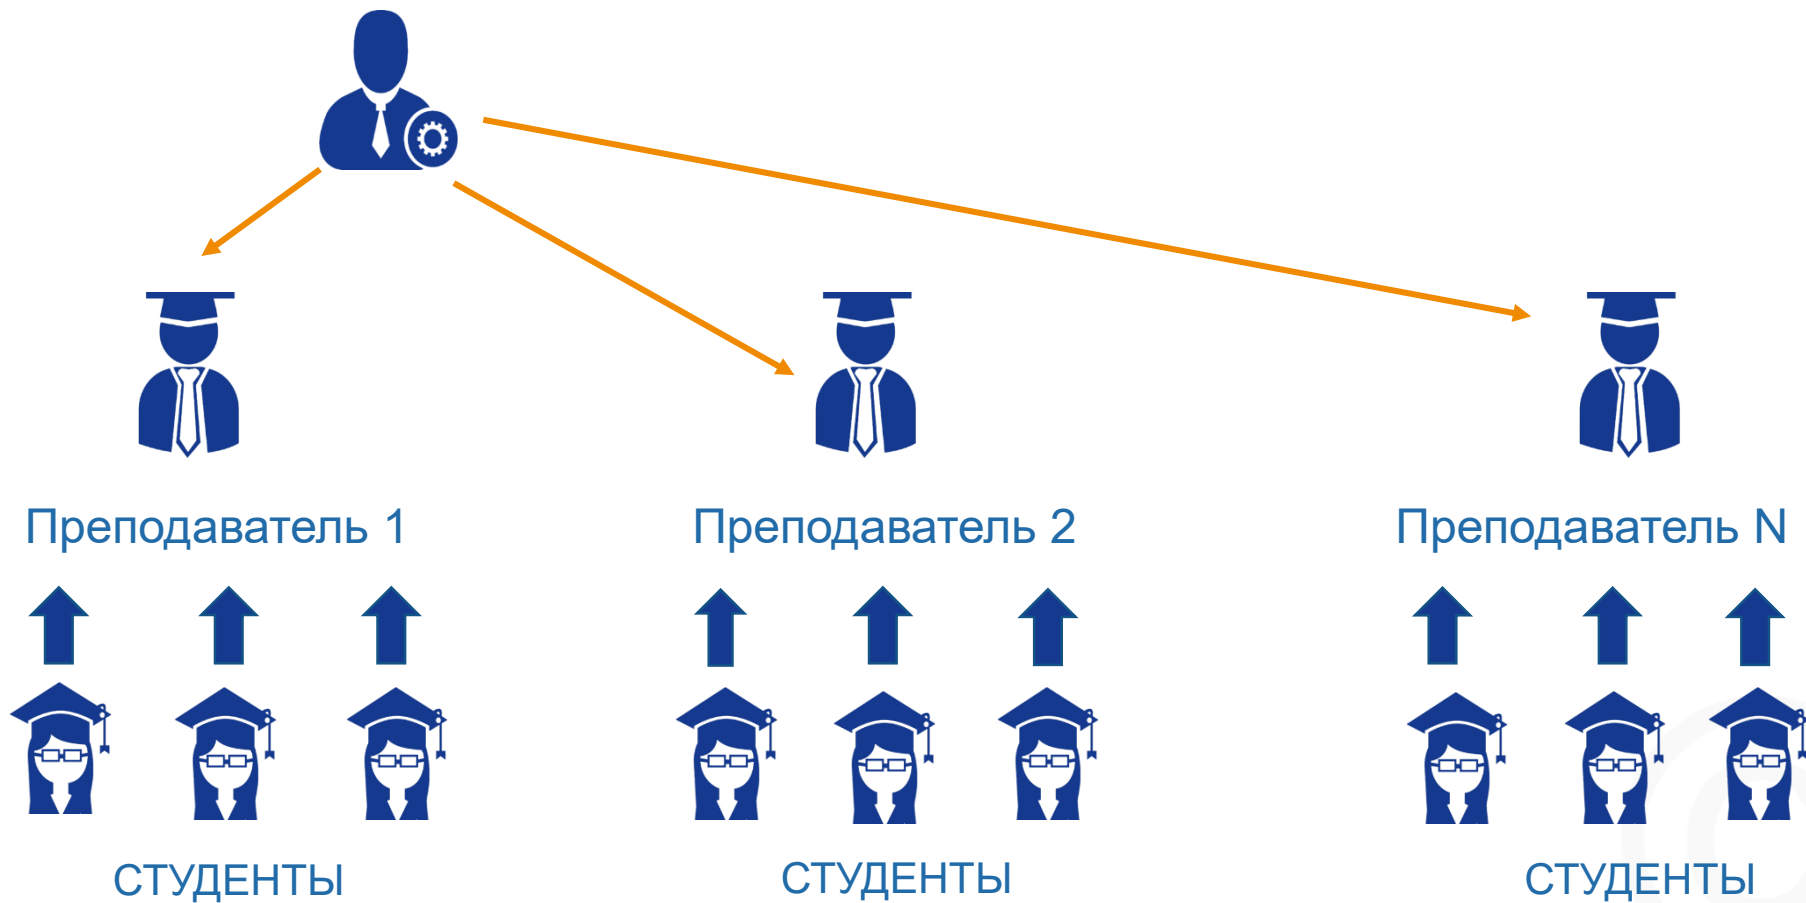 Преподаватель 1
Преподаватель 2
Преподаватель N
СТУДЕНТЫ
СТУДЕНТЫ
СТУДЕНТЫ